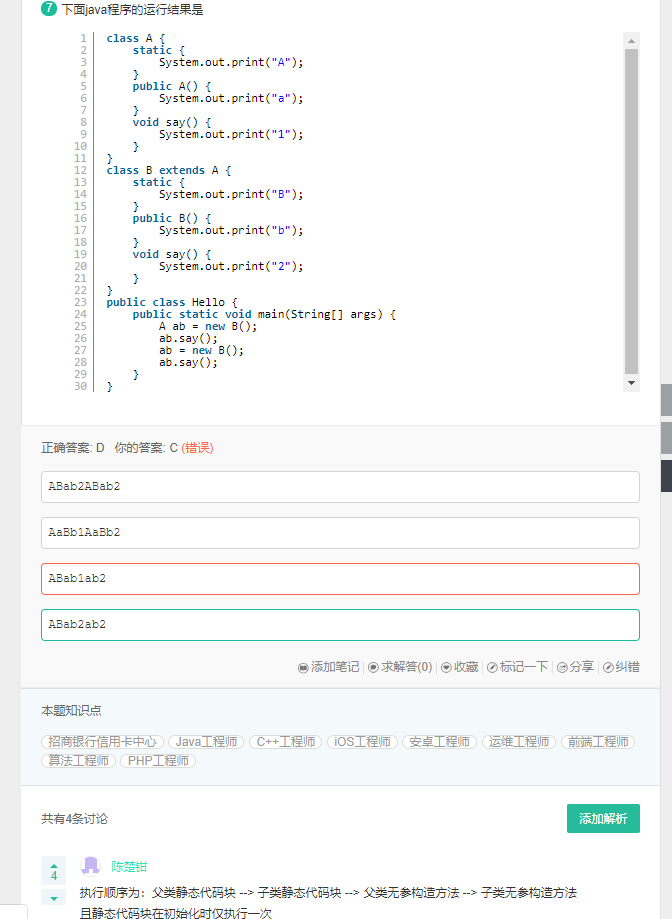 7 下面java程序的运行结果是
1 class A {
2     static {
3         System.out.print("A");
4     }
5     public A() {
6         System.out.print("a");
7     }
8     void say() {
9         System.out.print("1");
10     }
11 }
12 class B extends A {
13     static {
14         System.out.print("B");
15     }
16     public B() {
17         System.out.print("b");
18     }
19     void say() {
20         System.out.print("2");
21     }
22 }
23 public class Hello {
24     public static void main(String[] args) {
25         A ab = new B();
26         ab.say();
27         ab = new B();
28         ab.say();
29     }
30 }
正确答案: D 你的答案: C (错误)
ABab2ABab2
AaBb1AaBb2
ABab1ab2
ABab2ab2
添加笔记 求解答(0) 收藏 标记一下 分享 纠错
本题知识点
招商银行信用卡中心 Java工程师 C++工程师 iOS工程师 安卓工程师 运维工程师 前端工程师
算法工程师 PHP工程师
共有4条讨论 添加解析
4 陈楚钳
执行顺序为：父类静态代码块 --> 子类静态代码块 --> 父类无参构造方法 --> 子类无参构造方法
且静态代码块在初始化时仅执行一次